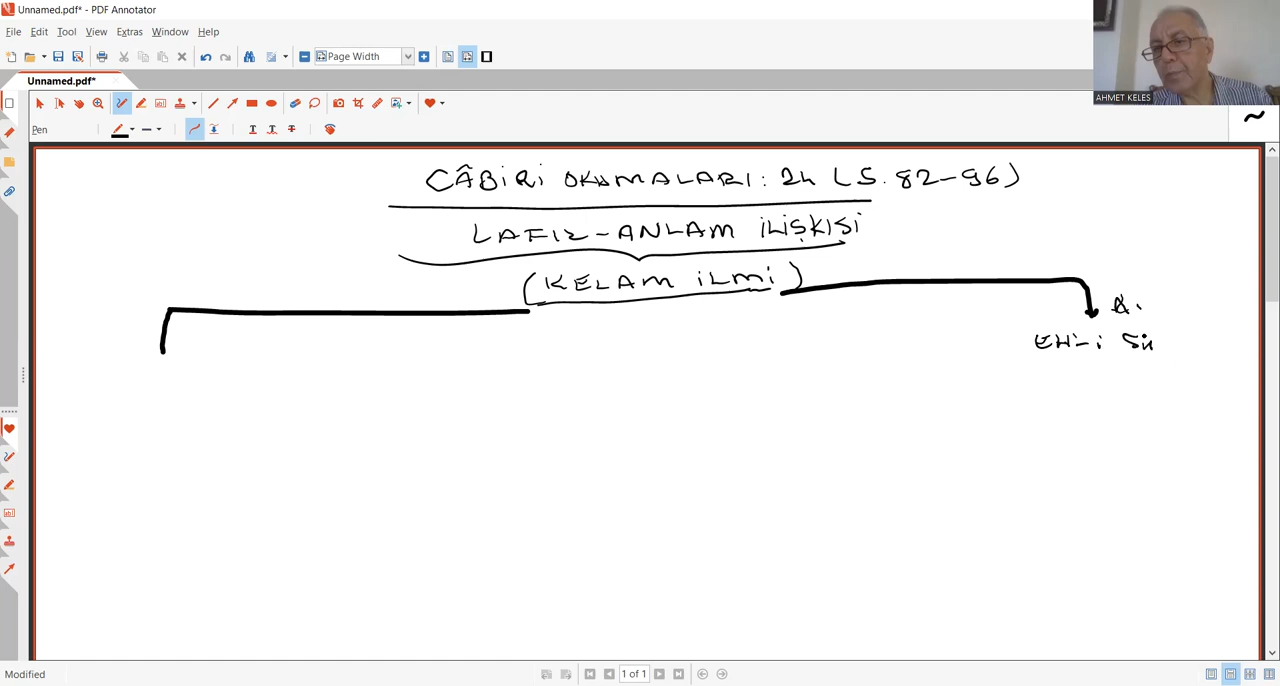 Unnamed.pdf* - PDF Annotator
File Edit Tool View Extras Window Help
Page Width
Unnamed.pdf*
Pen
AHMET KELES
CÂBİRİ OKUMALARI: 24 (S. 82-96)
LAFIZ-ANLAM İLİŞKİSİ
(KELAM İLMİ)
EHL-İ Sü
Modified
1 of 1